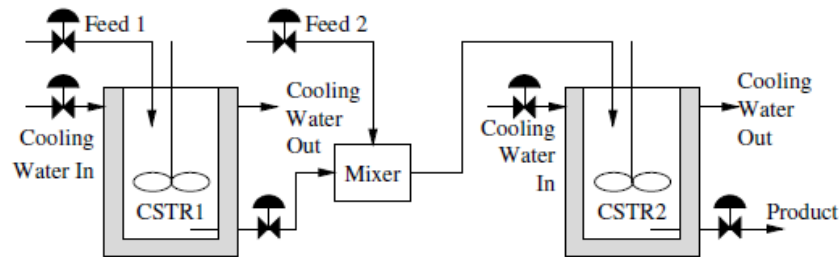 Feed 1
Feed 2
Cooling
Water In
Cooling
Water
Out
CSTR1
Mixer
Cooling
Water
In
CSTR2
Cooling
Water
Out
Product